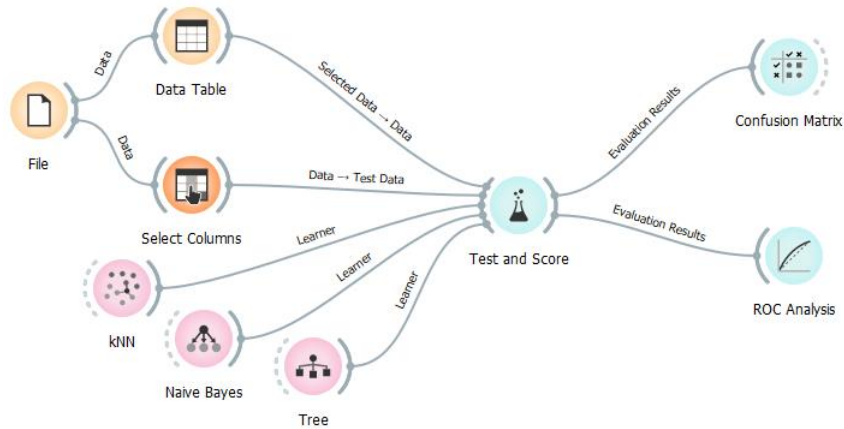 Data
Data Table
Selected Data → Data
File
Data
Select Columns
Data → Test Data
Learner
kNN
Learner
Naive Bayes
Learner
Tree
Test and Score
Evaluation Results
Confusion Matrix
Evaluation Results
ROC Analysis